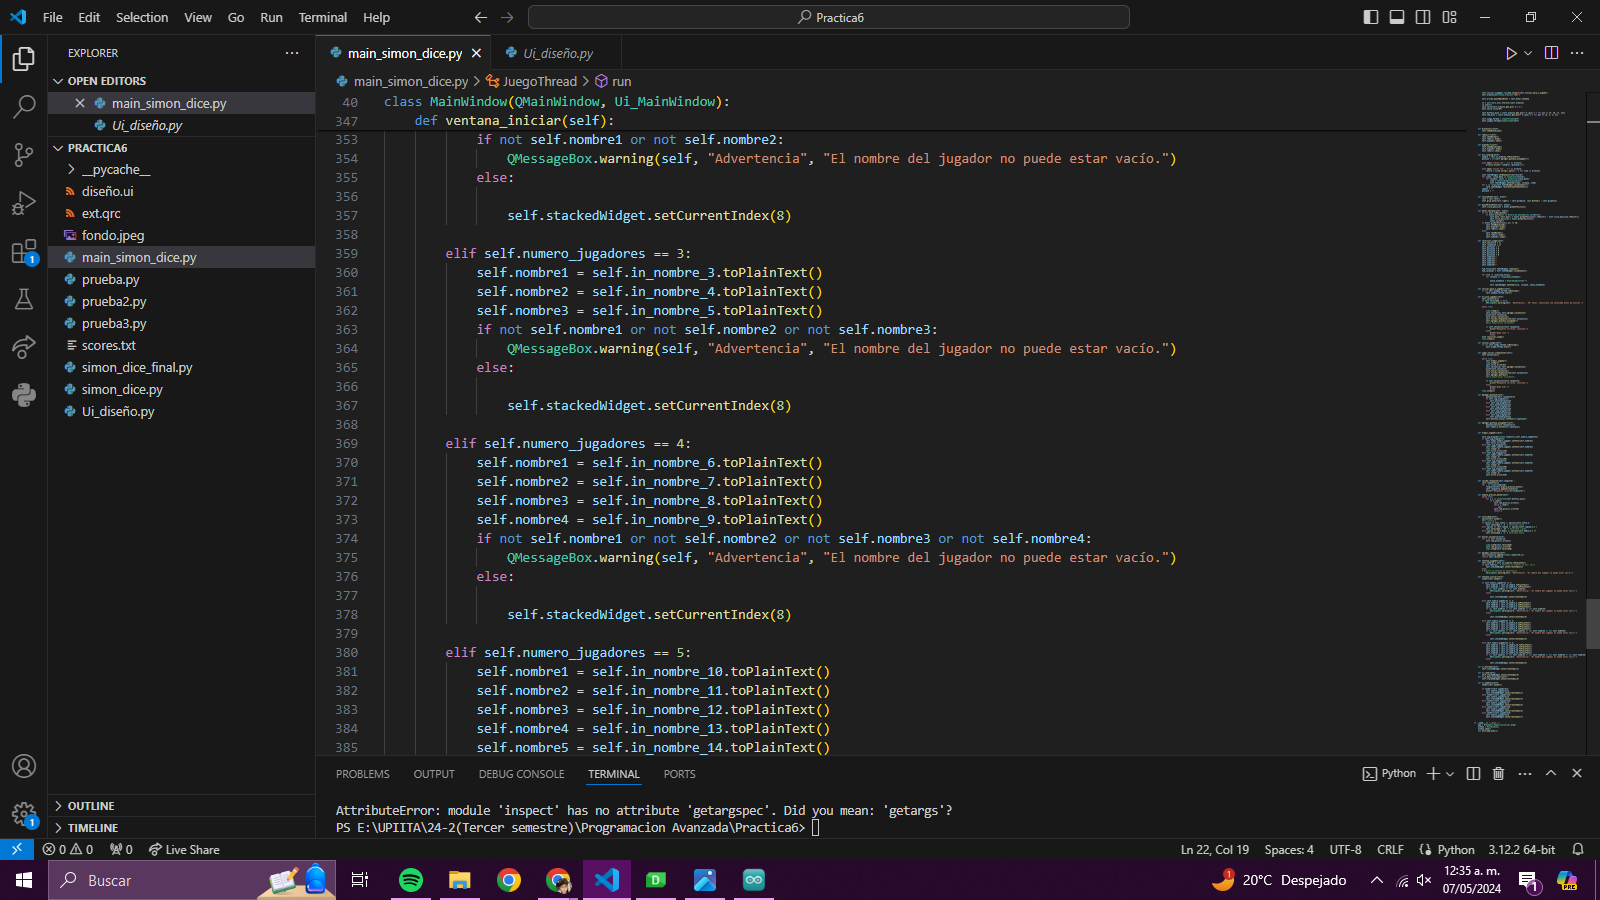 File Edit Selection View Go Run Terminal Help
Practica6
EXPLORER
OPEN EDITORS
main_simon_dice.py
Ui_diseño.py
PRACTICA6
__pycache__
diseño.ui
ext.qrc
fondo.jpeg
main_simon_dice.py
prueba.py
prueba2.py
prueba3.py
scores.txt
simon_dice_final.py
simon_dice.py
Ui_diseño.py
OUTLINE
TIMELINE
main_simon_dice.py
Ui_diseño.py
main_simon_dice.py > JuegoThread > run
40 class MainWindow(QMainWindow, Ui_MainWindow):
347 def ventana_iniciar(self):
353 if not self.nombre1 or not self.nombre2:
354 QMessageBox.warning(self, "Advertencia", "El nombre del jugador no puede estar vacío.")
355 else:
356
357 self.stackedWidget.setCurrentIndex(8)
358
359 elif self.numero_jugadores == 3:
360 self.nombre1 = self.in_nombre_3.toPlainText()
361 self.nombre2 = self.in_nombre_4.toPlainText()
362 self.nombre3 = self.in_nombre_5.toPlainText()
363 if not self.nombre1 or not self.nombre2 or not self.nombre3:
364 QMessageBox.warning(self, "Advertencia", "El nombre del jugador no puede estar vacío.")
365 else:
366
367 self.stackedWidget.setCurrentIndex(8)
368
369 elif self.numero_jugadores == 4:
370 self.nombre1 = self.in_nombre_6.toPlainText()
371 self.nombre2 = self.in_nombre_7.toPlainText()
372 self.nombre3 = self.in_nombre_8.toPlainText()
373 self.nombre4 = self.in_nombre_9.toPlainText()
374 if not self.nombre1 or not self.nombre2 or not self.nombre3 or not self.nombre4:
375 QMessageBox.warning(self, "Advertencia", "El nombre del jugador no puede estar vacío.")
376 else:
377
378 self.stackedWidget.setCurrentIndex(8)
379
380 elif self.numero_jugadores == 5:
381 self.nombre1 = self.in_nombre_10.toPlainText()
382 self.nombre2 = self.in_nombre_11.toPlainText()
383 self.nombre3 = self.in_nombre_12.toPlainText()
384 self.nombre4 = self.in_nombre_13.toPlainText()
385 self.nombre5 = self.in_nombre_14.toPlainText()
PROBLEMS OUTPUT DEBUG CONSOLE TERMINAL PORTS
Python
AttributeError: module 'inspect' has no attribute 'getargspec'. Did you mean: 'getargs'?
PS E:\UPIITA\24-2(Tercer semestre)\Programacion Avanzada\Practica6>
0 0 0 Live Share
Ln 22, Col 19 Spaces: 4 UTF-8 CRLF Python 3.12.2 64-bit
Buscar
20°C Despejado
12:35 a. m.
07/05/2024